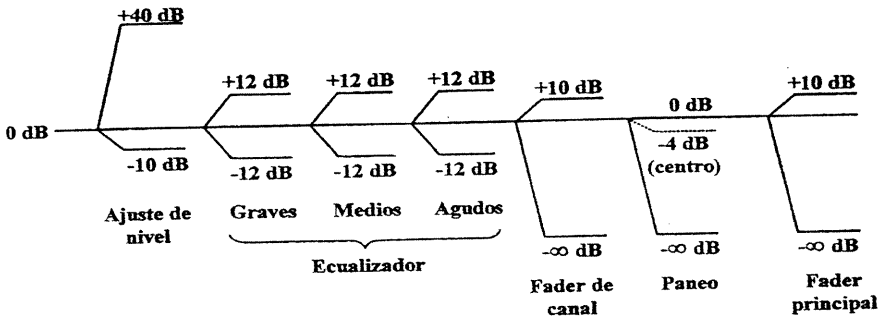 +40 dB
+12 dB +12 dB +12 dB +10 dB 0 dB +10 dB
0 dB
-10 dB -12 dB -12 dB -12 dB -4 dB
(centro)
Ajuste de
nivel
Graves Medios Agudos
-∞ dB -∞ dB -∞ dB
Ecualizador
Fader de
canal
Paneo
Fader
principal